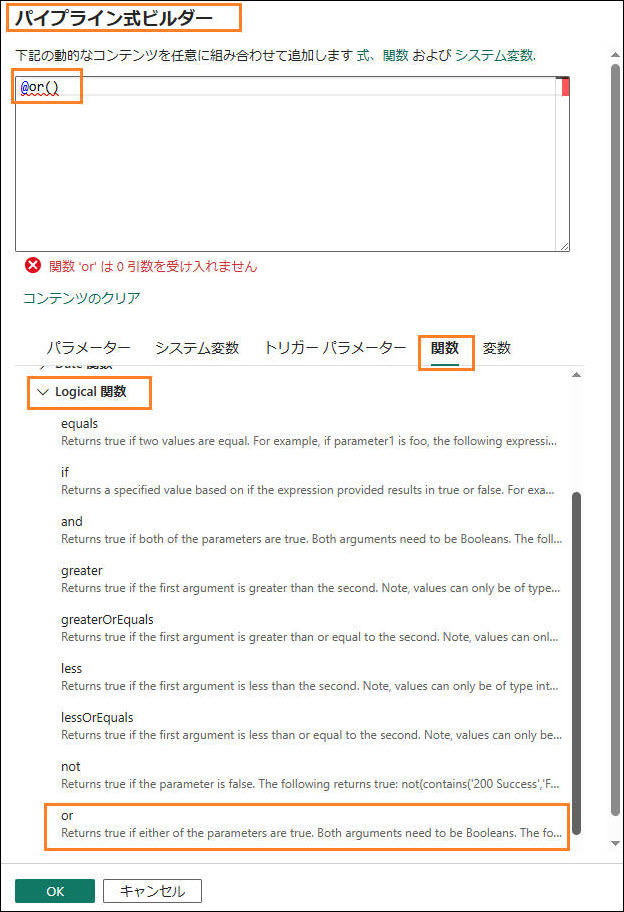 パイプライン式ビルダー
下記の動的なコンテンツを任意に組み合わせて追加します 式、関数 および システム変数.
@or()
関数 'or' は 0 引数を受け入れません
コンテンツのクリア
パラメーター システム変数 トリガー パラメーター 関数 変数
Date 関数
Logical 関数
equals
Returns true if two values are equal. For example, if parameter1 is foo, the following expressi...
if
Returns a specified value based on if the expression provided results in true or false. For exa...
and
Returns true if both of the parameters are true. Both arguments need to be Booleans. The foll...
greater
Returns true if the first argument is greater than the second. Note, values can only be of type...
greaterOrEquals
Returns true if the first argument is greater than or equal to the second. Note, values can onl...
less
Returns true if the first argument is less than the second. Note, values can only be of type int...
lessOrEquals
Returns true if the first argument is less than or equal to the second. Note, values can only be...
not
Returns true if the parameter is false. The following returns true: not(contains('200 Success','F...
or
Returns true if either of the parameters are true. Both arguments need to be Booleans. The fo...
OK キャンセル